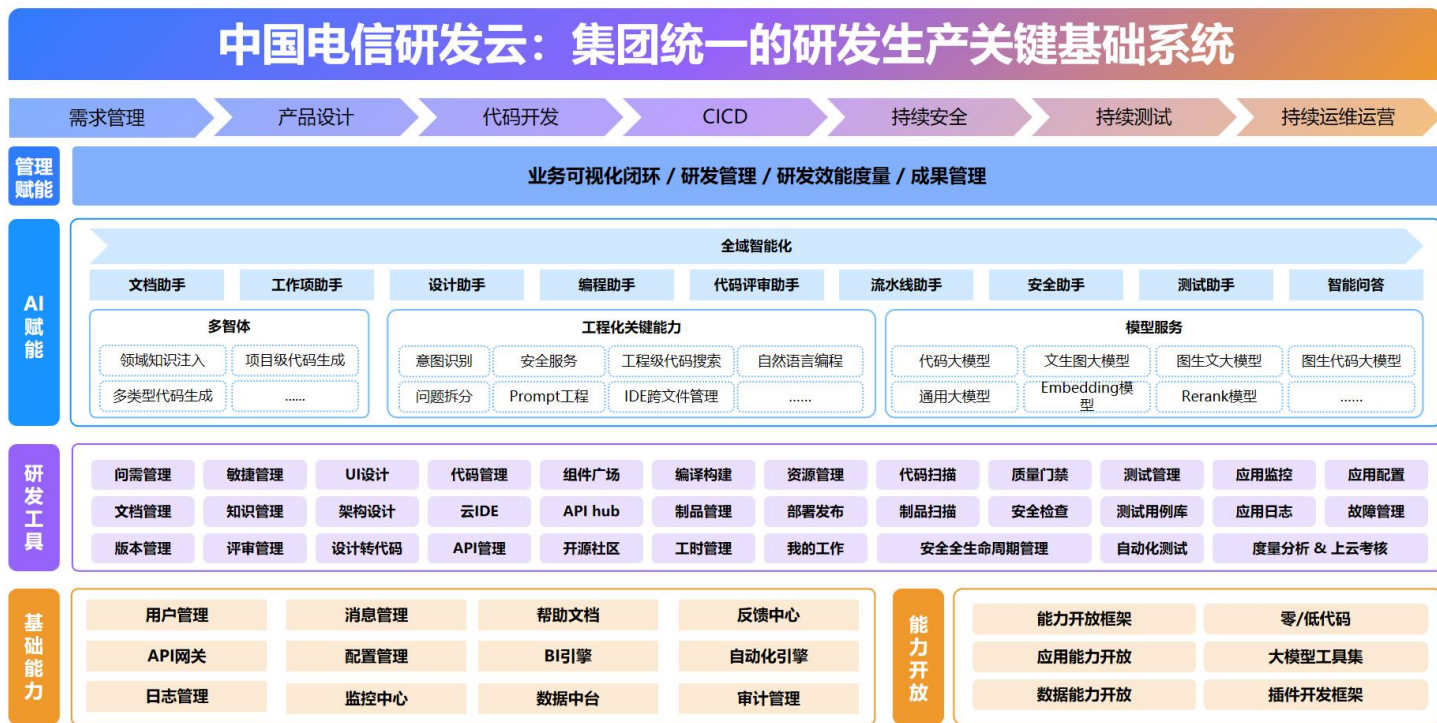 中国电信研发云：集团统一的研发生产关键基础系统
需求管理 产品设计 代码开发 CICD 持续安全 持续测试 持续运维运营
管理赋能
业务可视化闭环 / 研发管理 / 研发效能度量 / 成果管理
AI赋能
全域智能化
文档助手 工作项助手 设计助手 编程助手 代码评审助手 流水线助手 安全助手 测试助手 智能问答
多智体
领域知识注入 项目级代码生成
多类型代码生成 ......
工程化关键能力
意图识别 安全服务 工程级代码搜索 自然语言编程
问题拆分 Prompt工程 IDE跨文件管理 ......
模型服务
代码大模型 文生图大模型 图生文大模型 图生代码大模型
通用大模型 Embedding模型 Rerank模型 ......
研发工具
问需管理 敏捷管理 UI设计 代码管理 组件广场 编译构建 资源管理 代码扫描 质量门禁 测试管理 应用监控 应用配置
文档管理 知识管理 架构设计 云IDE API hub 制品管理 部署发布 制品扫描 安全检查 测试用例库 应用日志 故障管理
版本管理 评审管理 设计转代码 API管理 开源社区 工时管理 我的工作 安全全生命周期管理 自动化测试 度量分析 & 上云考核
基础能力
用户管理 消息管理 帮助文档 反馈中心
API网关 配置管理 BI引擎 自动化引擎
日志管理 监控中心 数据中台 审计管理
能力开放
能力开放框架 零/低代码
应用能力开放 大模型工具集
数据能力开放 插件开发框架